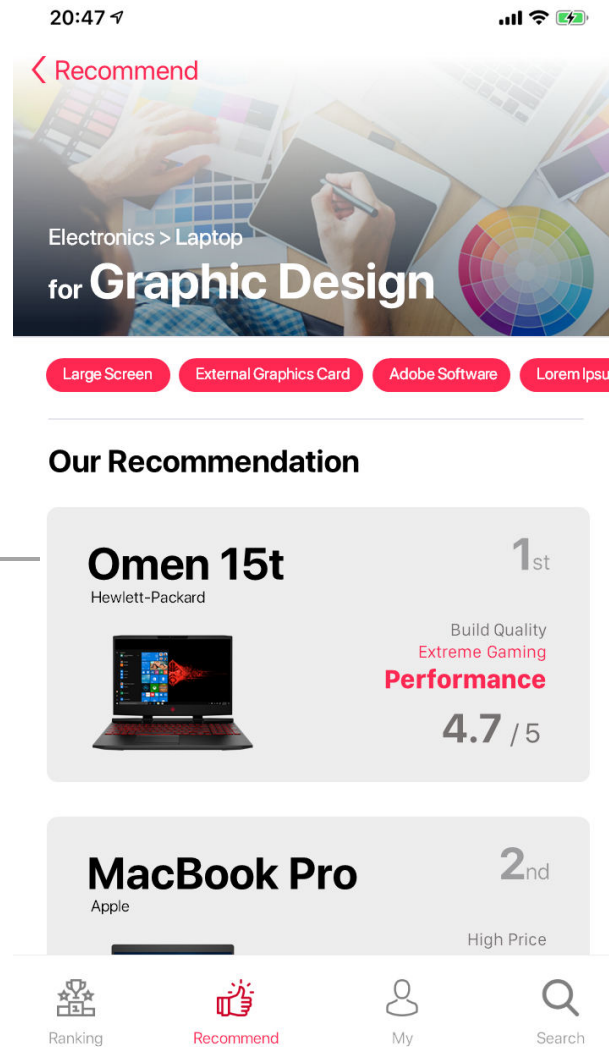 20:47
Recommend
Electronics > Laptop
for Graphic Design
Large Screen
External Graphics Card
Adobe Software
Lorem Ipsu
Our Recommendation
Omen 15t
1st
Hewlett-Packard
Build Quality
Extreme Gaming
Performance
4.7 / 5
MacBook Pro
2nd
Apple
High Price
Ranking
Recommend
My
Search